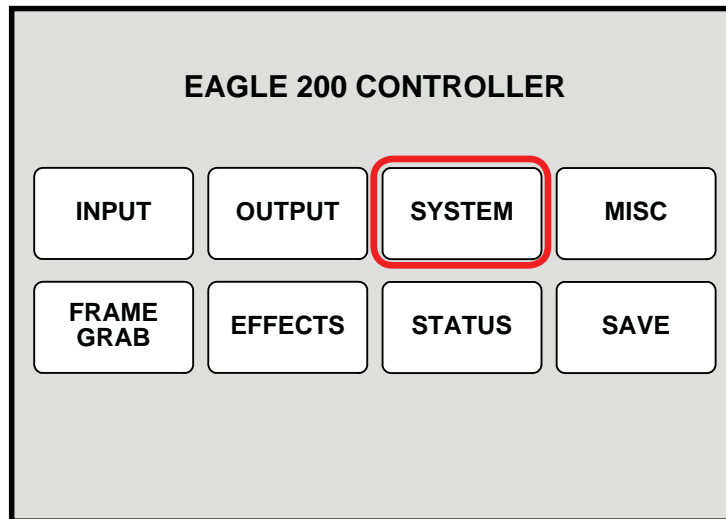 EAGLE 200 CONTROLLER
INPUT
OUTPUT
SYSTEM
MISC
FRAME
GRAB
EFFECTS
STATUS
SAVE